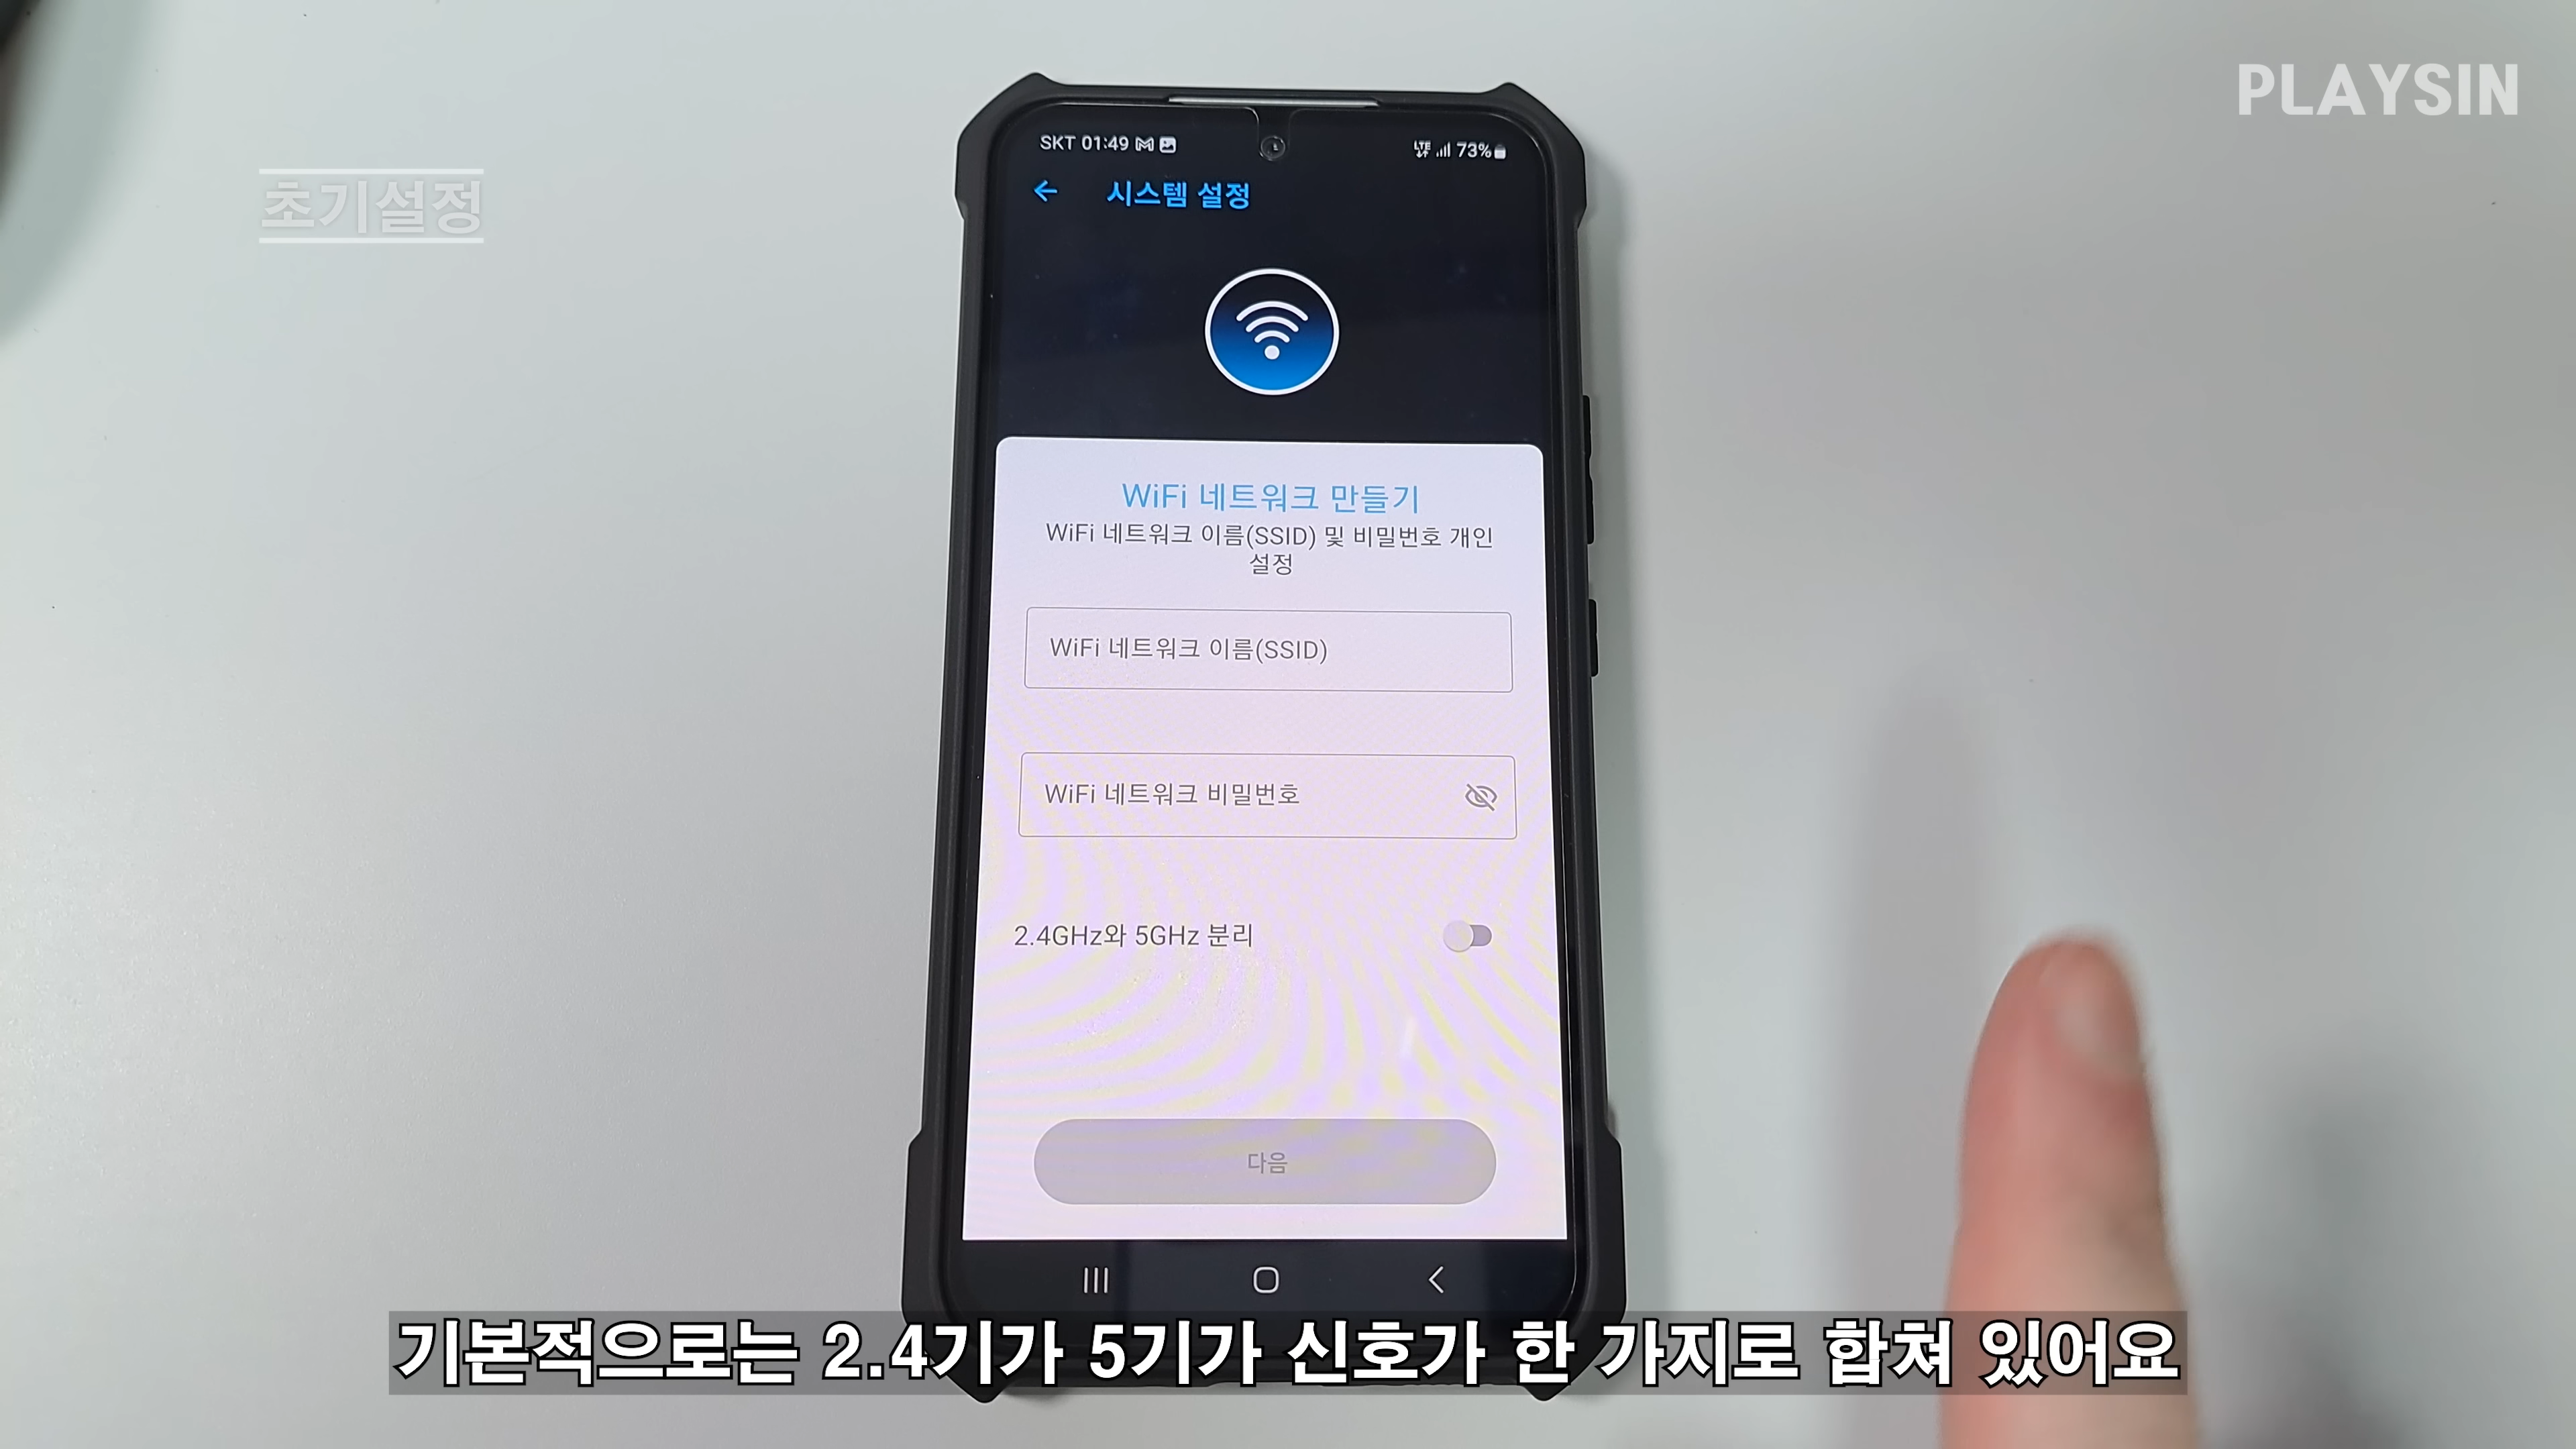 PLAYSIN
초기설정
SKT 01:49
LTE 73%
시스템 설정
WiFi 네트워크 만들기
WiFi 네트워크 이름(SSID) 및 비밀번호 개인
설정
WiFi 네트워크 이름(SSID)
WiFi 네트워크 비밀번호
2.4GHz와 5GHz 분리
다음
기본적으로는 2.4기가 5기가 신호가 한 가지로 합쳐 있어요